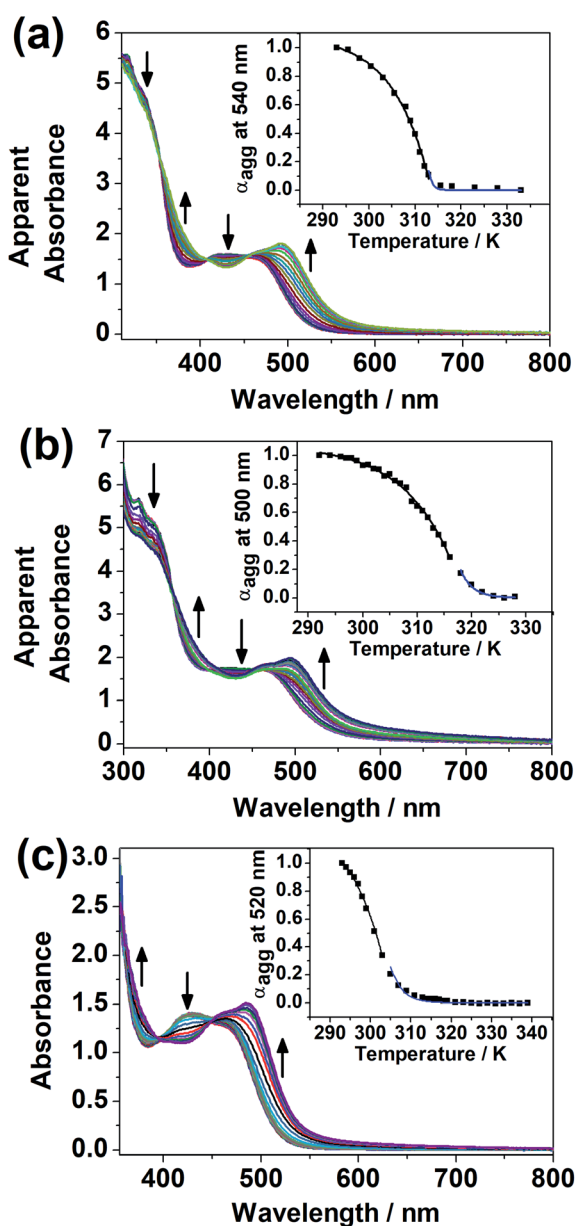 (a)
6
5
4
3
2
1
0
Apparent
Absorbance
400 500 600 700 800
Wavelength / nm
1.0
0.8
0.6
0.4
0.2
0.0
αagg at 540 nm
290 300 310 320 330
Temperature / K
(b)
7
6
5
4
3
2
1
0
Apparent
Absorbance
300 400 500 600 700 800
Wavelength / nm
1.0
0.8
0.6
0.4
0.2
0.0
αagg at 500 nm
290 300 310 320 330
Temperature / K
(c)
3.0
2.5
2.0
1.5
1.0
0.5
0.0
Absorbance
400 500 600 700 800
Wavelength / nm
1.0
0.8
0.6
0.4
0.2
0.0
αagg at 520 nm
290 300 310 320 330 340
Temperature / K